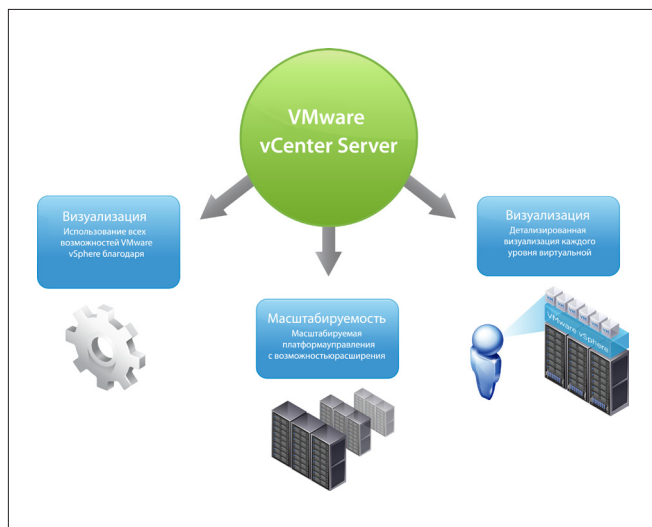 VMware
vCenter Server
Визуализация
Использование всех
возможностей VMware
vSphere благодаря
Масштабируемость
Масштабируемая
платформауправления
с возможностьюрасширения
Визуализация
Детализированная
визуализация каждого
уровня виртуальной
VMware vSphere